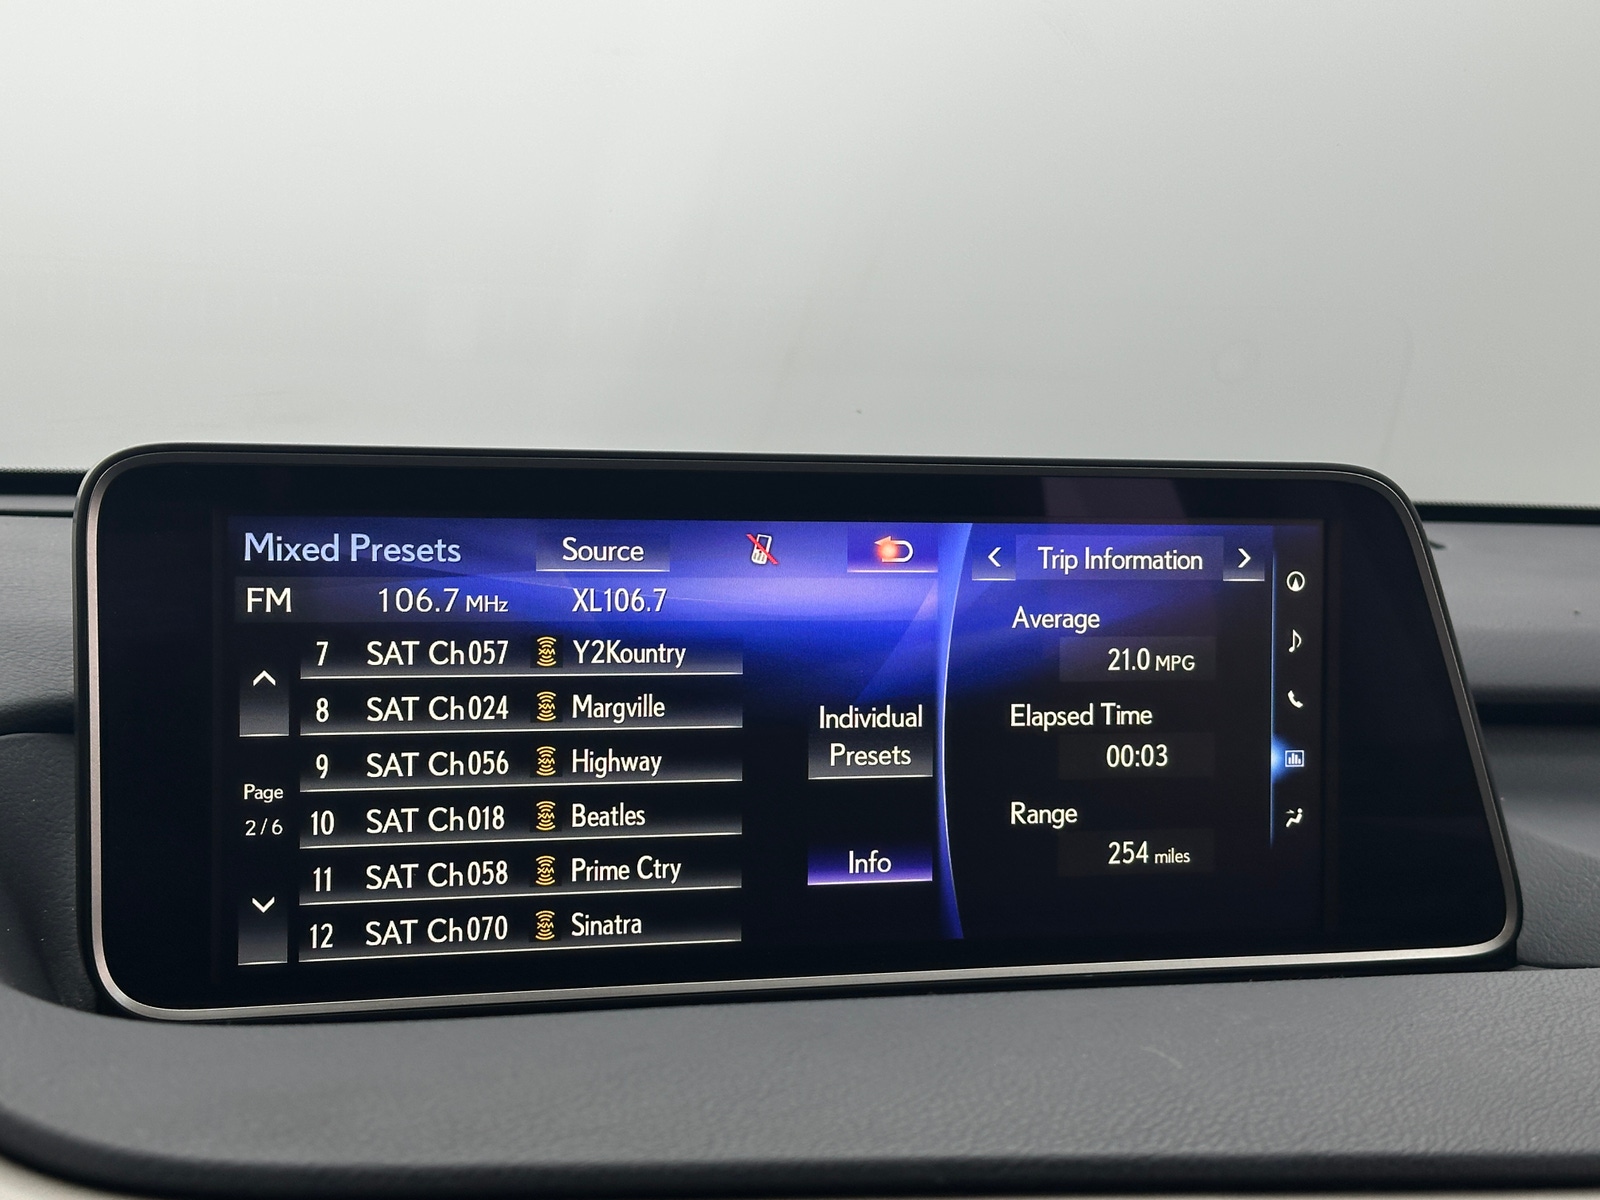 Mixed Presets Source
FM 106.7 MHz XL106.7
7 SAT Ch057 Y2Kountry
8 SAT Ch024 Margville
9 SAT Ch056 Highway
10 SAT Ch018 Beatles
11 SAT Ch058 Prime Ctry
12 SAT Ch070 Sinatra
Page
2/6
Individual
Presets
Info
Trip Information
Average
21.0 MPG
Elapsed Time
00:03
Range
254 miles